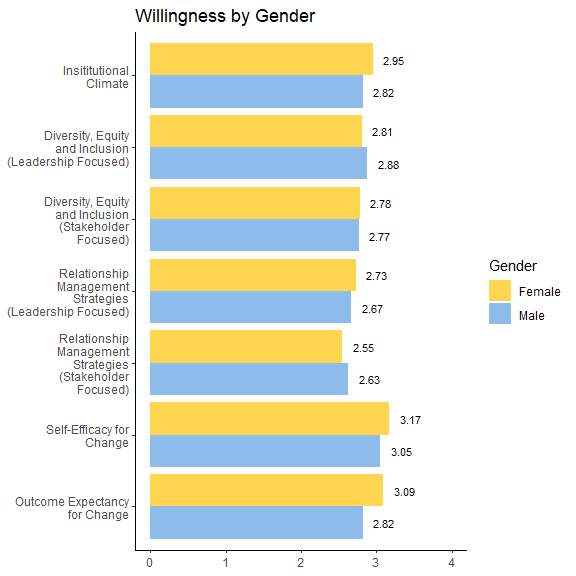 Willingness by Gender
Insititutional
Climate
2.95
2.82
Diversity, Equity
and Inclusion
(Leadership Focused)
2.81
2.88
Diversity, Equity
and Inclusion
(Stakeholder
Focused)
2.78
2.77
Relationship
Management
Strategies
(Leadership Focused)
2.73
2.67
Relationship
Management
Strategies
(Stakeholder
Focused)
2.55
2.63
Self-Efficacy for
Change
3.17
3.05
Outcome Expectancy
for Change
3.09
2.82
0 1 2 3 4
Gender
Female
Male